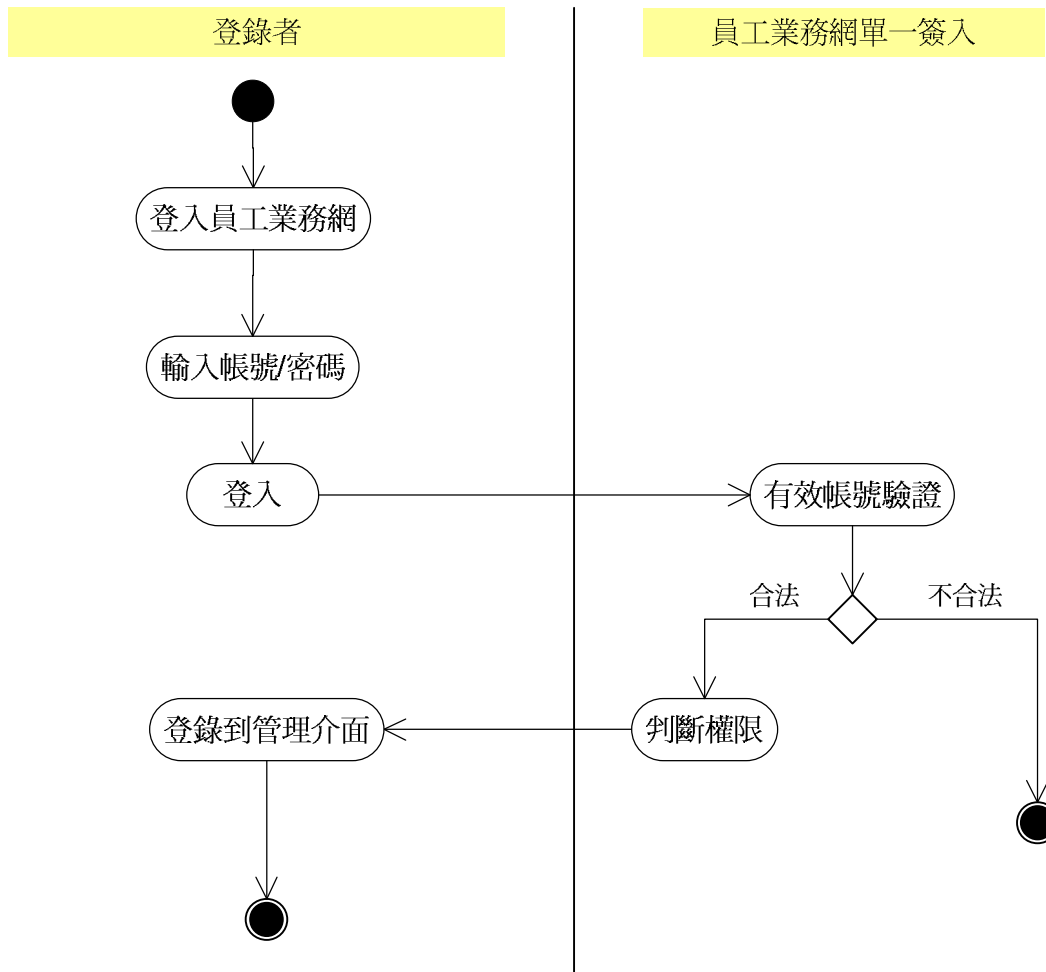 登錄者
員工業務網單一簽入
登入員工業務網
輸入帳號/密碼
登入
有效帳號驗證
合法
不合法
登錄到管理介面
判斷權限